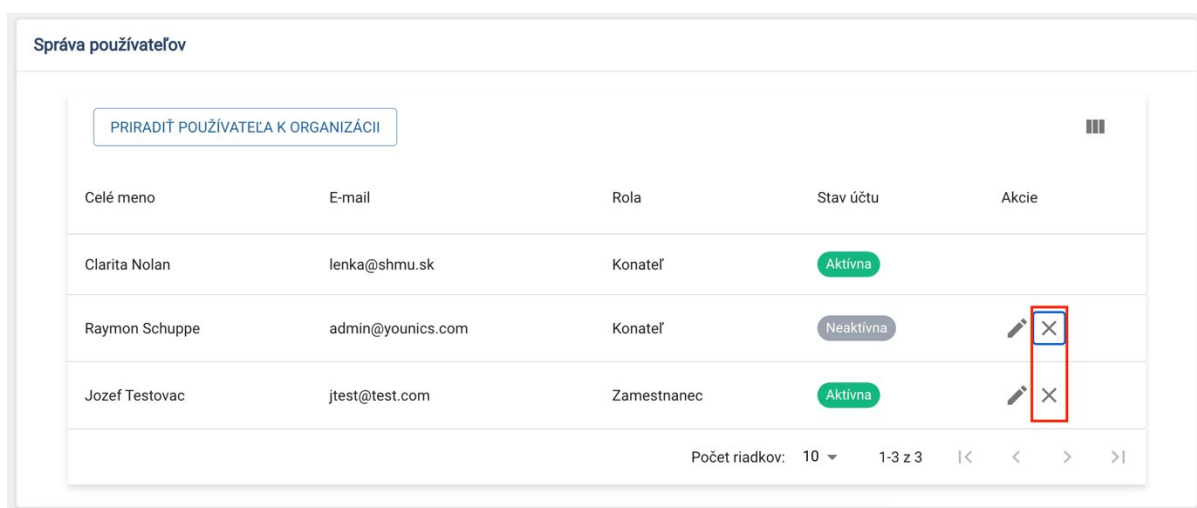 Správa používateľov
PRIRADIŤ POUŽÍVATEĽA K ORGANIZÁCII
Celé meno E-mail Rola Stav účtu Akcie
Clarita Nolan lenka@shmu.sk Konateľ Aktívna
Raymon Schuppe admin@younics.com Konateľ Neaktívna
Jozef Testovac jtest@test.com Zamestnanec Aktívna
Počet riadkov: 10 1-3 z 3